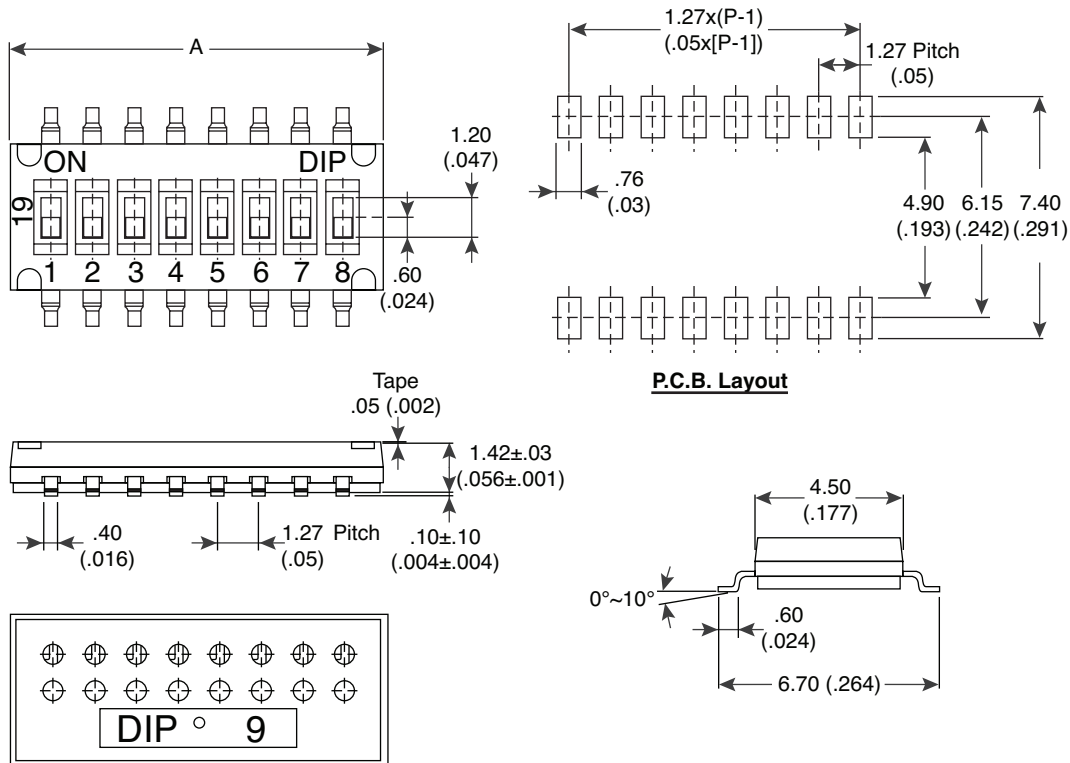 A
ON DIP
19
1 2 3 4 5 6 7 8
1.20
(.047)
.60
(.024)
1.27x(P-1)
(.05x[P-1])
1.27 Pitch
(.05)
.76
(.03)
4.90
(.193)
6.15
(.242)
7.40
(.291)
P.C.B. Layout
Tape
.05 (.002)
1.42±.03
(.056±.001)
.40
(.016)
1.27 Pitch
(.05)
.10±.10
(.004±.004)
4.50
(.177)
0°~10°
.60
(.024)
6.70 (.264)
DIP ° 9